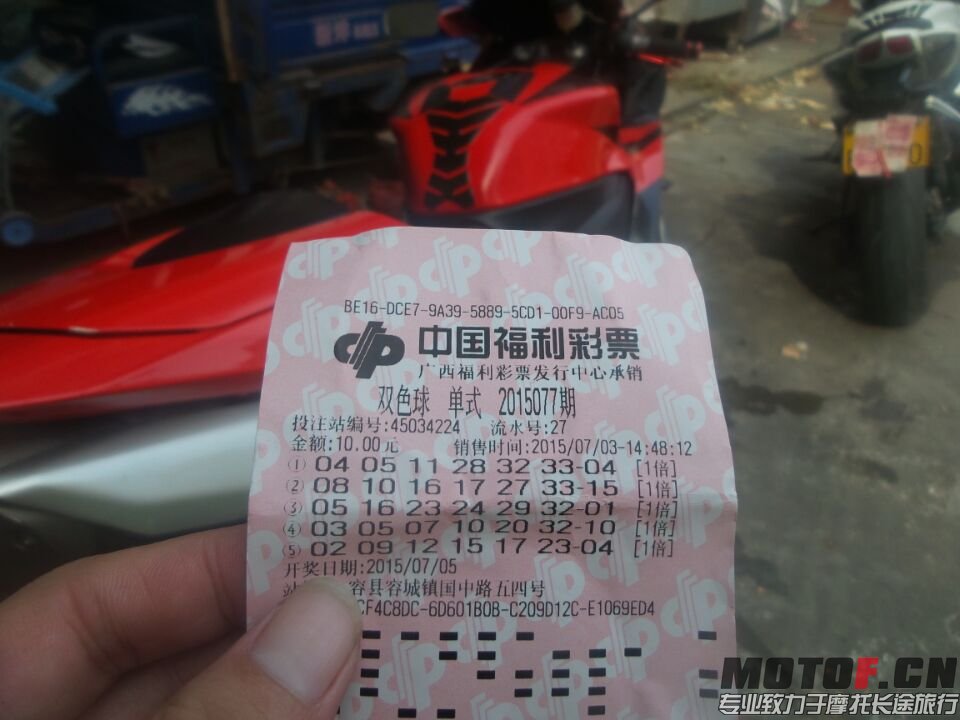 BE16-DCE7-9A39-5889-5CD1-00F9-AC05
中国福利彩票
广西福利彩票发行中心承销
双色球 单式 2015077期
投注站编号:45034224 流水号:27
金额:10.00元 销售时间:2015/07/03-14:48:12
① 04 05 11 28 32 33-04 [1倍]
② 08 10 16 17 27 33-15 [1倍]
③ 05 16 23 24 29 32-01 [1倍]
④ 03 05 07 10 20 32-10 [1倍]
⑤ 02 09 12 15 17 23-04 [1倍]
开奖日期:2015/07/05
站 容县容城镇国中路五四号
CF4C8DC-6D601B0B-C209D12C-E1069ED4
MOTOF.CN
专业致力于摩托长途旅行